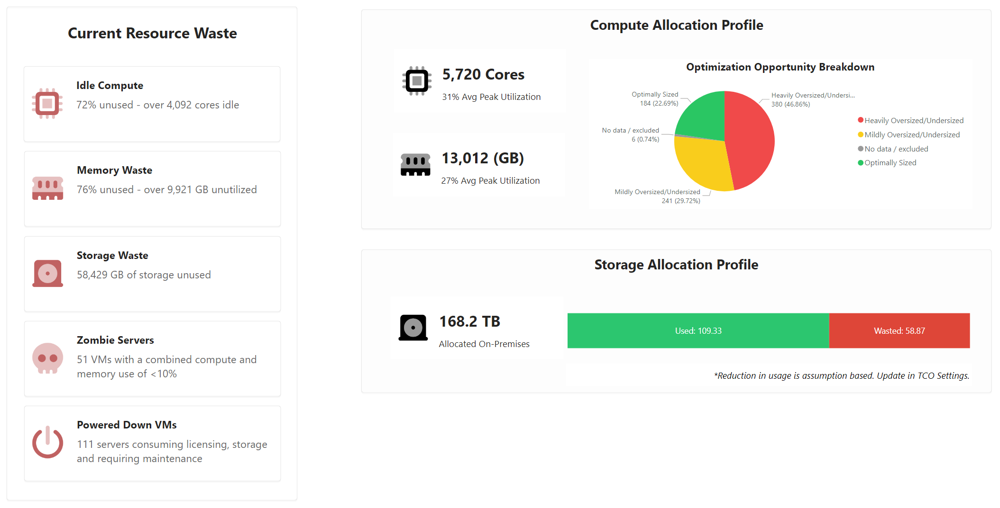 Current Resource Waste
Idle Compute
72% unused - over 4,092 cores idle
Memory Waste
76% unused - over 9,921 GB unutilized
Storage Waste
58,429 GB of storage unused
Zombie Servers
51 VMs with a combined compute and
memory use of <10%
Powered Down VMs
111 servers consuming licensing, storage
and requiring maintenance
Compute Allocation Profile
5,720 Cores
31% Avg Peak Utilization
13,012 (GB)
27% Avg Peak Utilization
Optimization Opportunity Breakdown
Optimally Sized
184 (22.69%)
Heavily Oversized/Undersi...
380 (46.86%)
No data / excluded
6 (0.74%)
Mildly Oversized/Undersized
241 (29.72%)
Heavily Oversized/Undersized
Mildly Oversized/Undersized
No data / excluded
Optimally Sized
Storage Allocation Profile
168.2 TB
Allocated On-Premises
Used: 109.33
Wasted: 58.87
*Reduction in usage is assumption based. Update in TCO Settings.